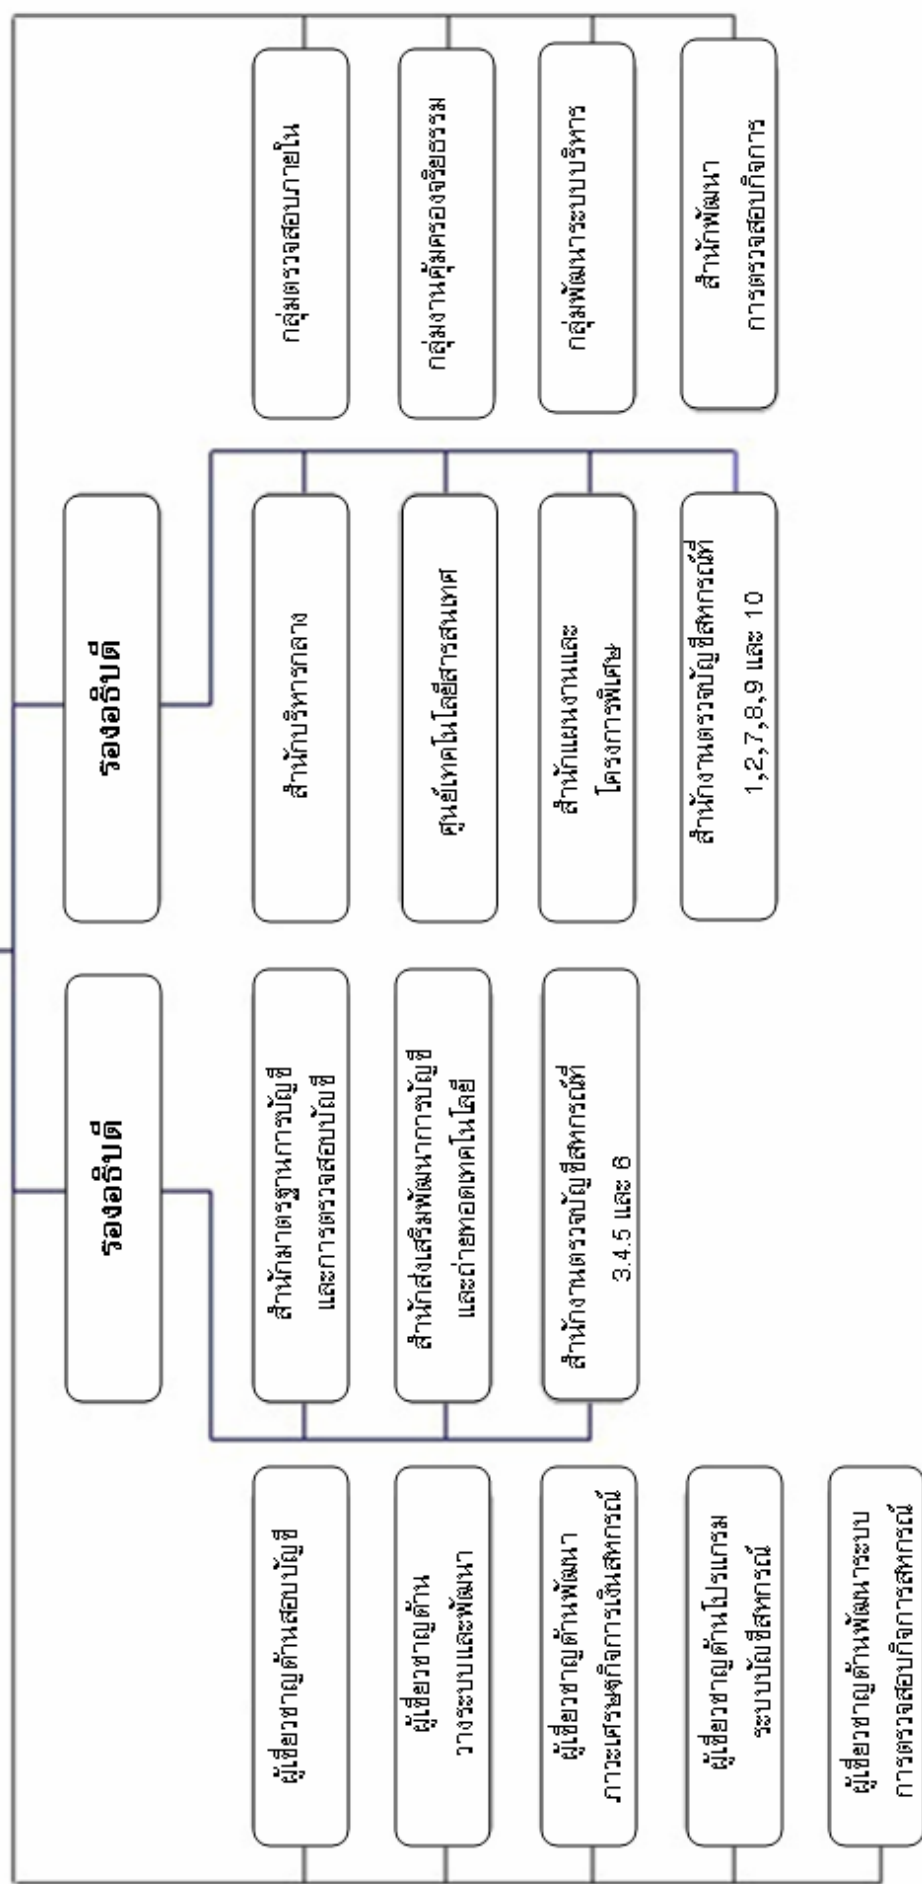 รองอธิบดี
รองอธิบดี
ผู้เชี่ยวชาญด้านสอบบัญชี
ผู้เชี่ยวชาญด้าน
วางระบบและพัฒนา
ผู้เชี่ยวชาญด้านพัฒนา
ภาวะเศรษฐกิจการเงินสหกรณ์
ผู้เชี่ยวชาญด้านโปรแกรม
ระบบบัญชีสหกรณ์
ผู้เชี่ยวชาญด้านพัฒนาระบบ
การตรวจสอบกิจการสหกรณ์
สำนักมาตรฐานการบัญชี
และการตรวจสอบบัญชี
สำนักส่งเสริมพัฒนาการบัญชี
และถ่ายทอดเทคโนโลยี
สำนักงานตรวจบัญชีสหกรณ์ที่
3.4.5 และ 6
สำนักบริหารกลาง
ศูนย์เทคโนโลยีสารสนเทศ
สำนักแผนงานและ
โครงการพิเศษ
สำนักงานตรวจบัญชีสหกรณ์ที่
1,2,7,8,9 และ 10
กลุ่มตรวจสอบภายใน
กลุ่มงานคุ้มครองจริยธรรม
กลุ่มพัฒนาระบบบริหาร
สำนักพัฒนา
การตรวจสอบกิจการ